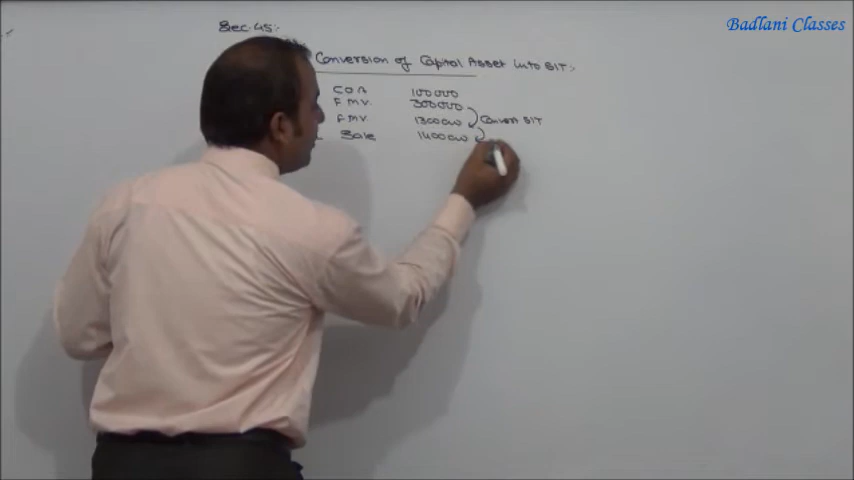 Badlani Classes
Sec. 45:-
Conversion of Capital Asset into SIT:-
COA 100000
FMV. 300000
FMV. 1300000 Convert SIT
Sale 1400000